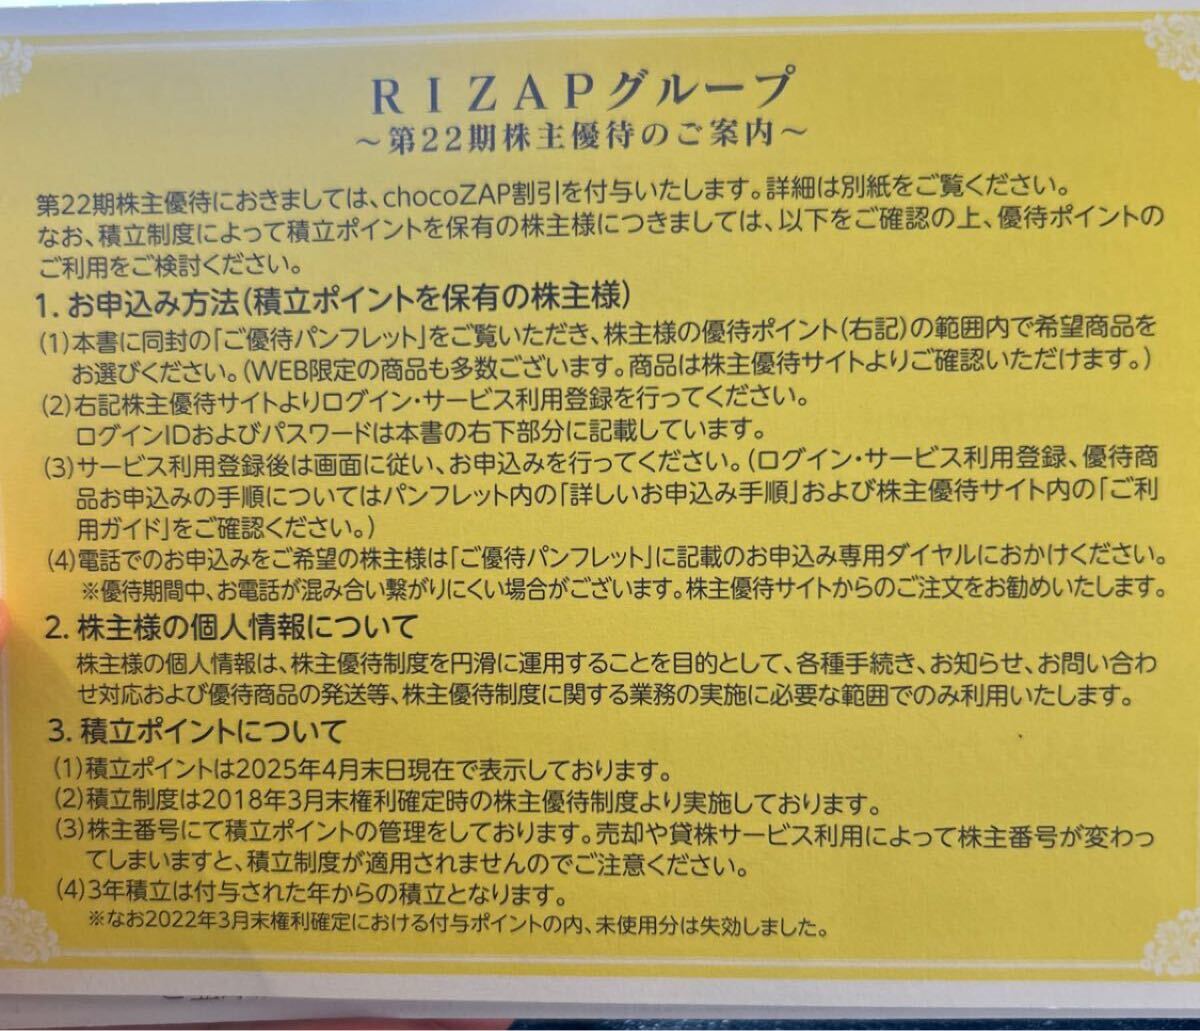 RIZAPグループ
～第22期株主優待のご案内～
第22期株主優待におきましては、chocoZAP割引を付与いたします。詳細は別紙をご覧ください。
なお、積立制度によって積立ポイントを保有の株主様につきましては、以下をご確認の上、優待ポイントの
ご利用をご検討ください。
1. お申込み方法(積立ポイントを保有の株主様)
(1)本書に同封の「ご優待パンフレット」をご覧いただき、株主様の優待ポイント(右記)の範囲内で希望商品を
お選びください。(WEB限定の商品も多数ございます。商品は株主優待サイトよりご確認いただけます。)
(2)右記株主優待サイトよりログイン・サービス利用登録を行ってください。
ログインIDおよびパスワードは本書の右下部分に記載しています。
(3)サービス利用登録後は画面に従い、お申込みを行ってください。(ログイン・サービス利用登録、優待商
品お申込みの手順についてはパンフレット内の「詳しいお申込み手順」および株主優待サイト内の「ご利
用ガイド」をご確認ください。)
(4)電話でのお申込みをご希望の株主様は「ご優待パンフレット」に記載のお申込み専用ダイヤルにおかけください。
※優待期間中、お電話が混み合い繋がりにくい場合がございます。株主優待サイトからのご注文をお勧めいたします。
2. 株主様の個人情報について
株主様の個人情報は、株主優待制度を円滑に運用することを目的として、各種手続き、お知らせ、お問い合わ
せ対応および優待商品の発送等、株主優待制度に関する業務の実施に必要な範囲でのみ利用いたします。
3. 積立ポイントについて
(1)積立ポイントは2025年4月末日現在で表示しております。
(2)積立制度は2018年3月末権利確定時の株主優待制度より実施しております。
(3)株主番号にて積立ポイントの管理をしております。売却や貸株サービス利用によって株主番号が変わっ
てしまいますと、積立制度が適用されませんのでご注意ください。
(4)3年積立は付与された年からの積立となります。
※なお2022年3月末権利確定における付与ポイントの内、未使用分は失効しました。